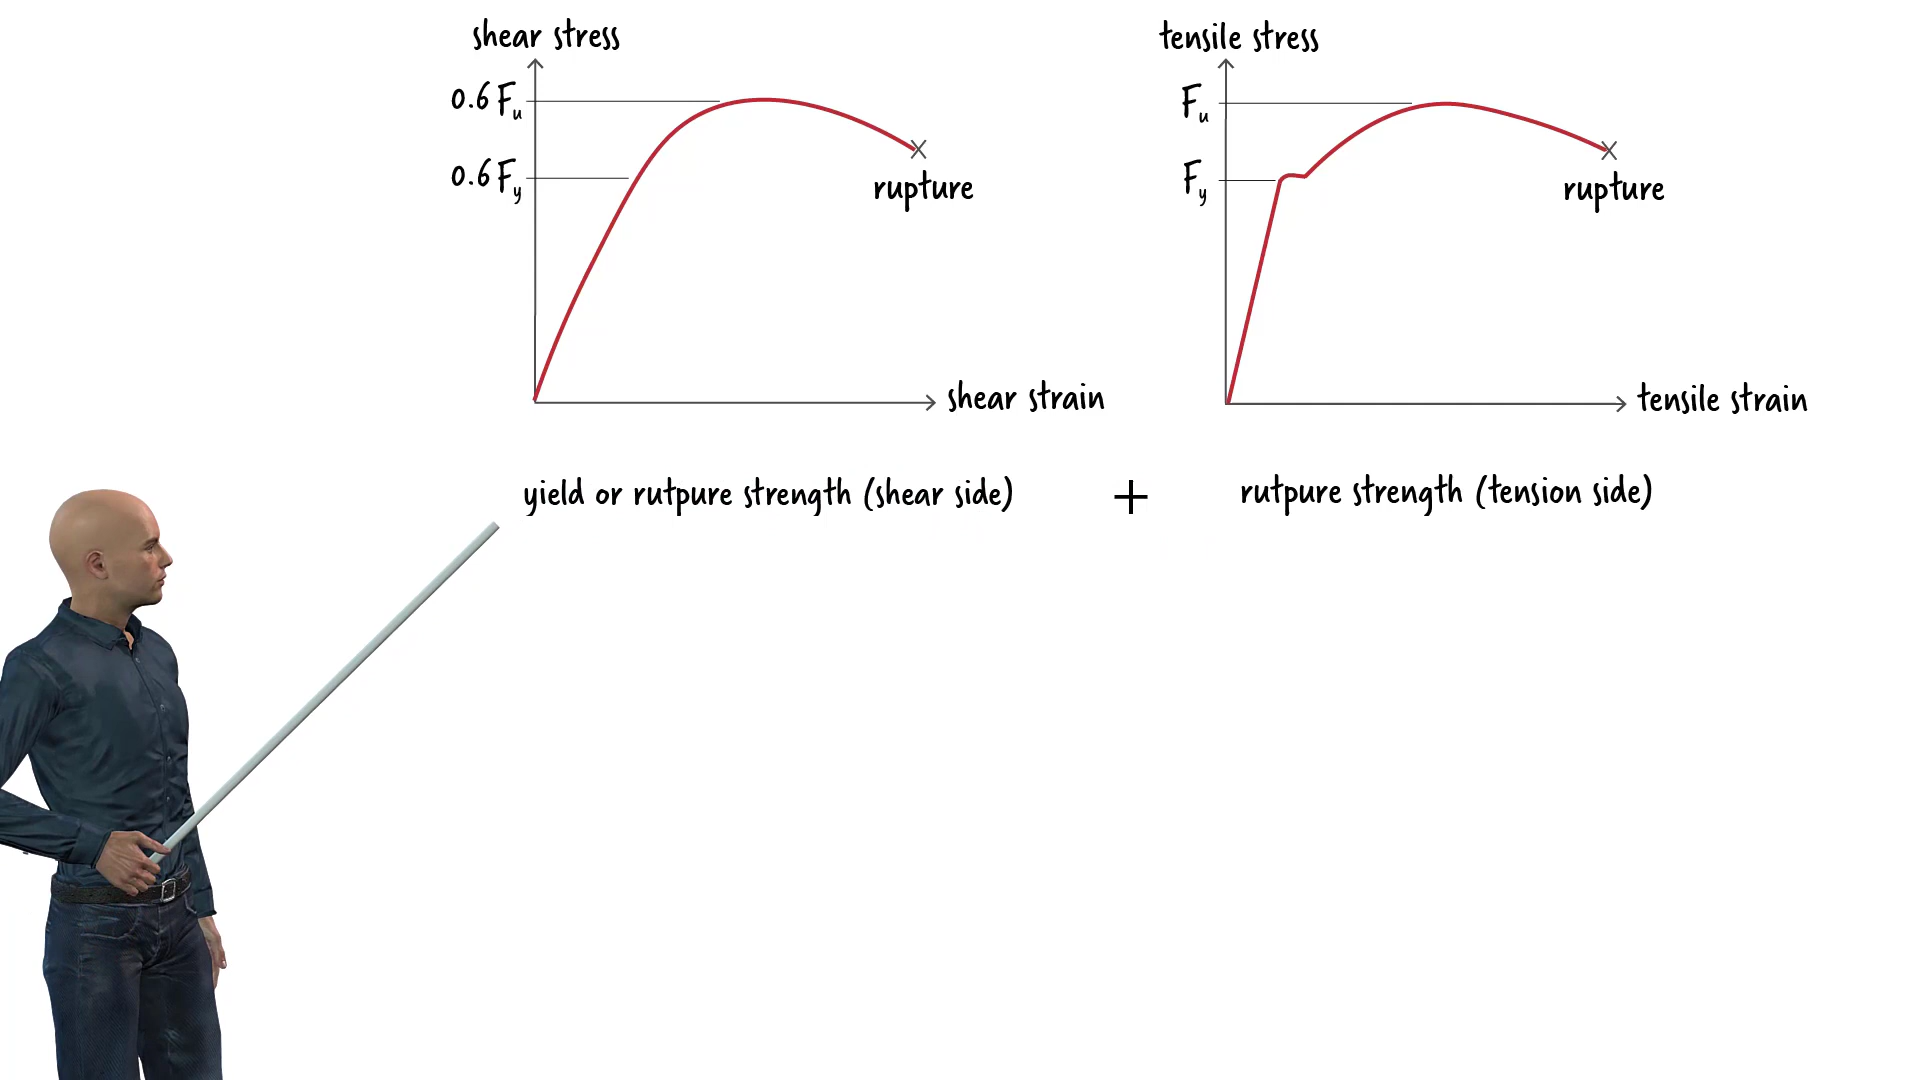 shear stress
0.6 Fu
0.6 Fy
rupture
shear strain
tensile stress
Fu
Fy
rupture
tensile strain
yield or rutpure strength (shear side) + rutpure strength (tension side)